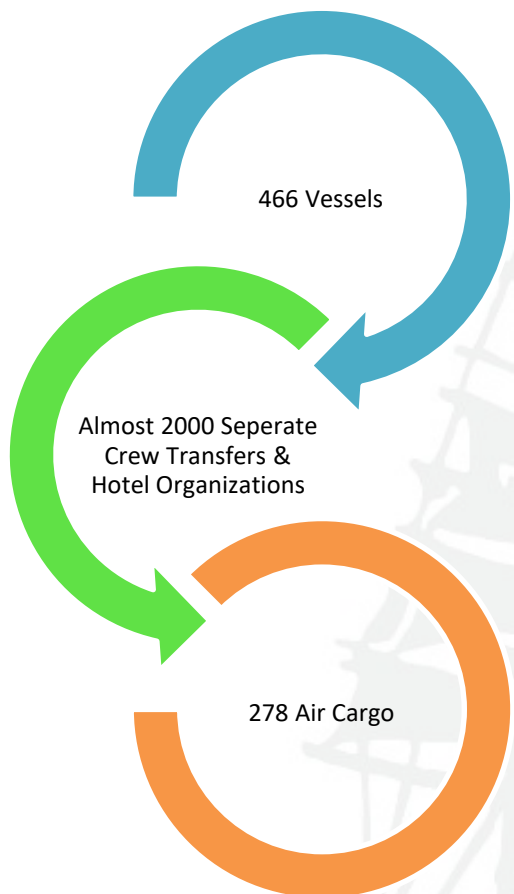 466 Vessels
Almost 2000 Seperate
Crew Transfers &
Hotel Organizations
278 Air Cargo